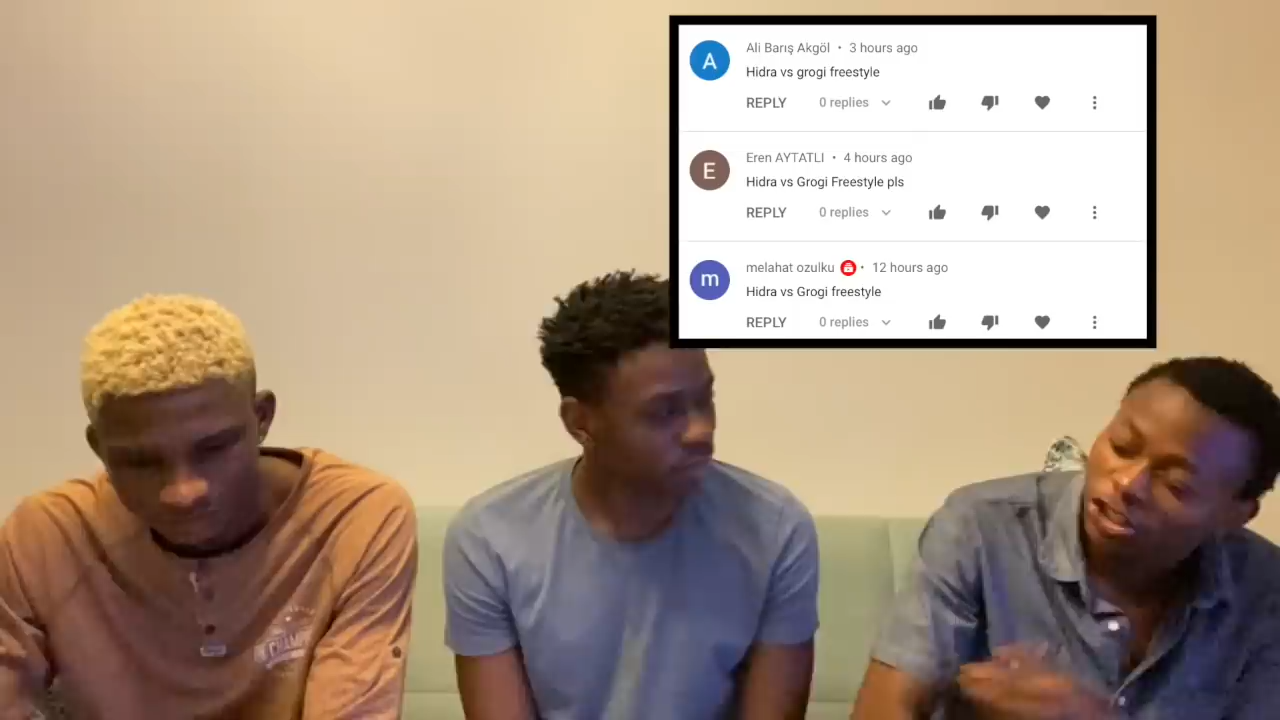 Ali Barış Akgöl • 3 hours ago
A
Hidra vs grogi freestyle
REPLY 0 replies
Eren AYTATLI • 4 hours ago
E
Hidra vs Grogi Freestyle pls
REPLY 0 replies
melahat ozulku • 12 hours ago
m
Hidra vs Grogi freestyle
REPLY 0 replies